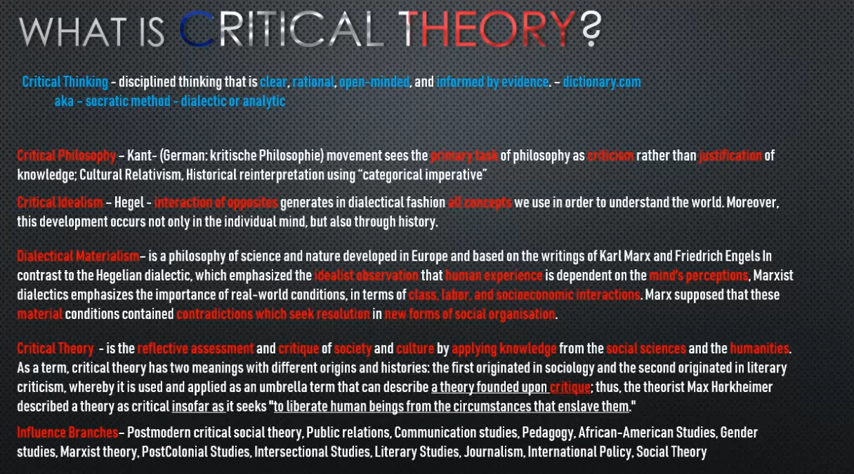 WHAT IS CRITICAL THEORY?
Critical Thinking - disciplined thinking that is clear, rational, open-minded, and informed by evidence. - dictionary.com
aka – socratic method - dialectic or analytic
Critical Philosophy – Kant- (German: kritische Philosophie) movement sees the primary task of philosophy as criticism rather than justification of
knowledge; Cultural Relativism, Historical reinterpretation using “categorical imperative”
Critical Idealism – Hegel - interaction of opposites generates in dialectical fashion all concepts we use in order to understand the world. Moreover,
this development occurs not only in the individual mind, but also through history.
Dialectical Materialism– is a philosophy of science and nature developed in Europe and based on the writings of Karl Marx and Friedrich Engels In
contrast to the Hegelian dialectic, which emphasized the idealist observation that human experience is dependent on the mind's perceptions, Marxist
dialectics emphasizes the importance of real-world conditions, in terms of class, labor, and socioeconomic interactions. Marx supposed that these
material conditions contained contradictions which seek resolution in new forms of social organisation.
Critical Theory - is the reflective assessment and critique of society and culture by applying knowledge from the social sciences and the humanities.
As a term, critical theory has two meanings with different origins and histories: the first originated in sociology and the second originated in literary
criticism, whereby it is used and applied as an umbrella term that can describe a theory founded upon critique; thus, the theorist Max Horkheimer
described a theory as critical insofar as it seeks "to liberate human beings from the circumstances that enslave them."
Influence Branches– Postmodern critical social theory, Public relations, Communication studies, Pedagogy, African-American Studies, Gender
studies, Marxist theory, PostColonial Studies, Intersectional Studies, Literary Studies, Journalism, International Policy, Social Theory